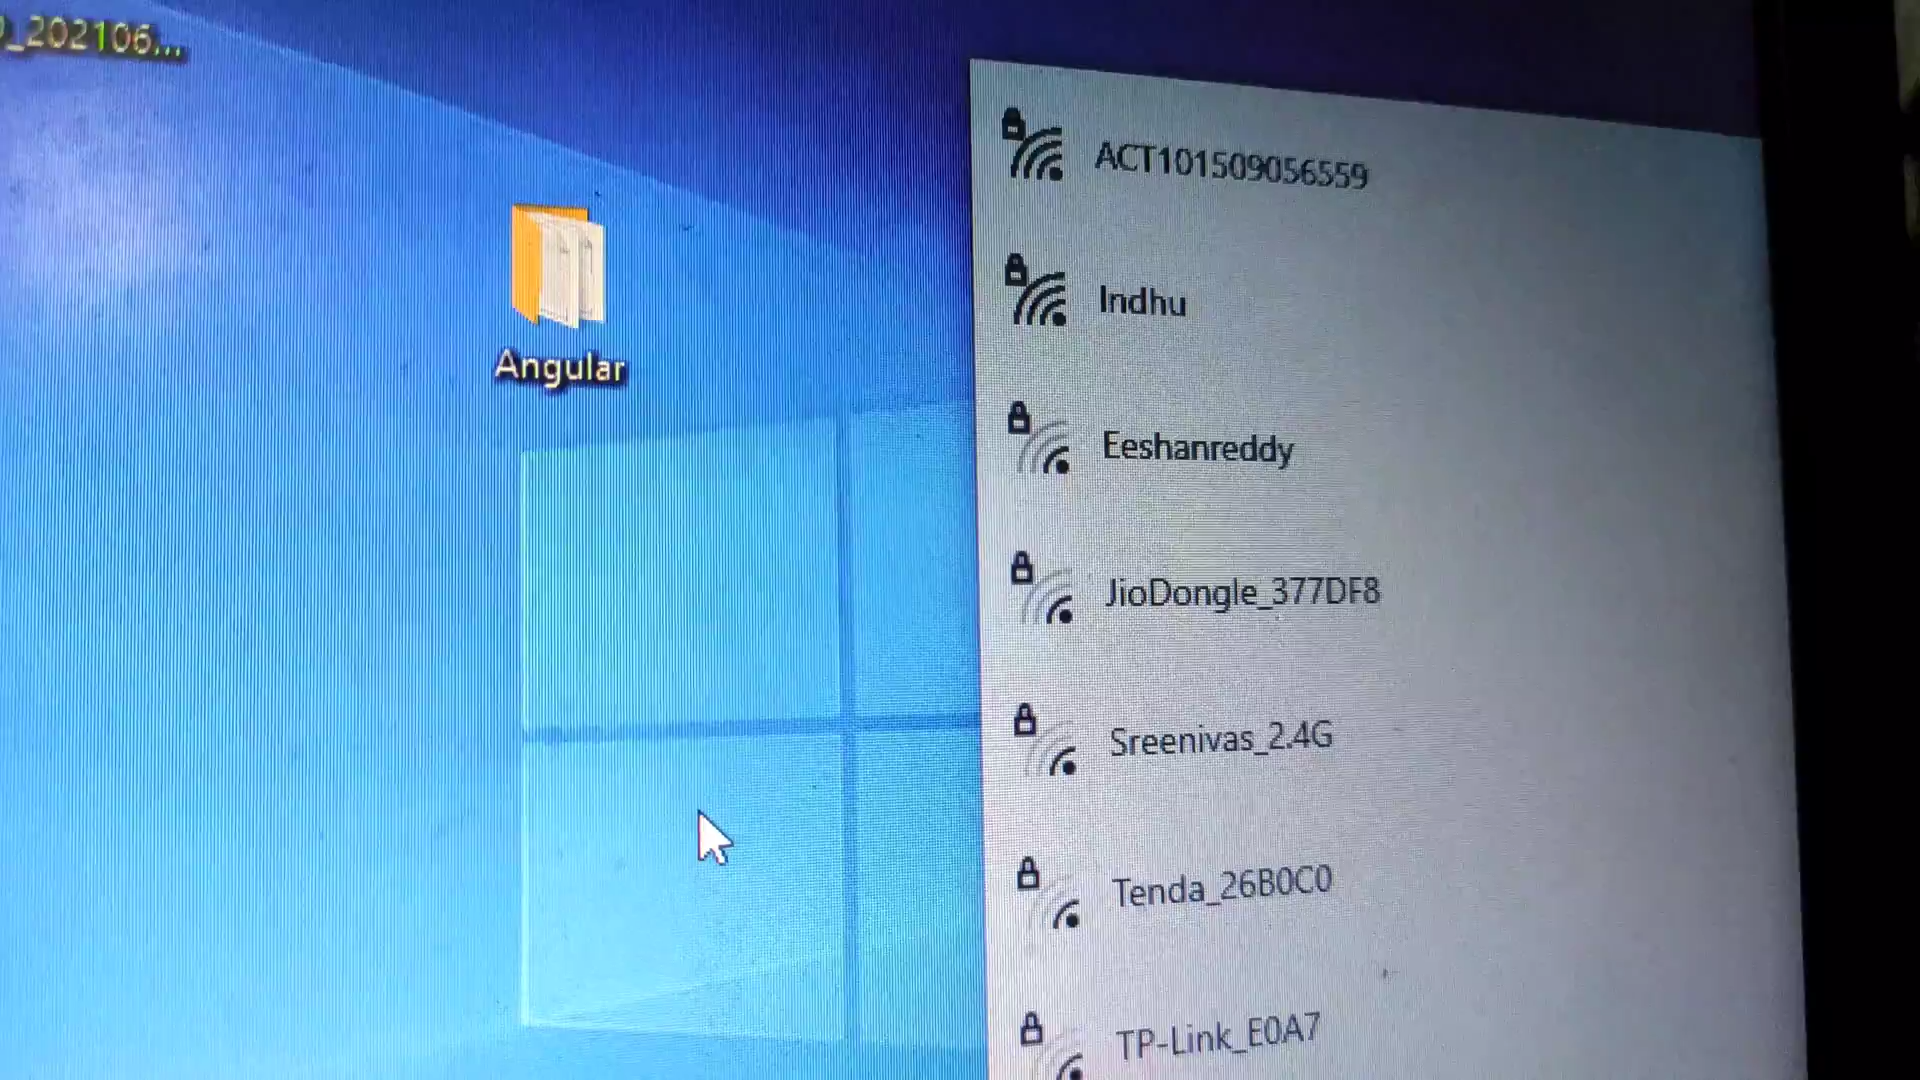 _202106...
Angular
ACT101509056559
Indhu
Eeshanreddy
JioDongle_377DF8
Sreenivas_2.4G
Tenda_26B0C0
TP-Link_E0A7